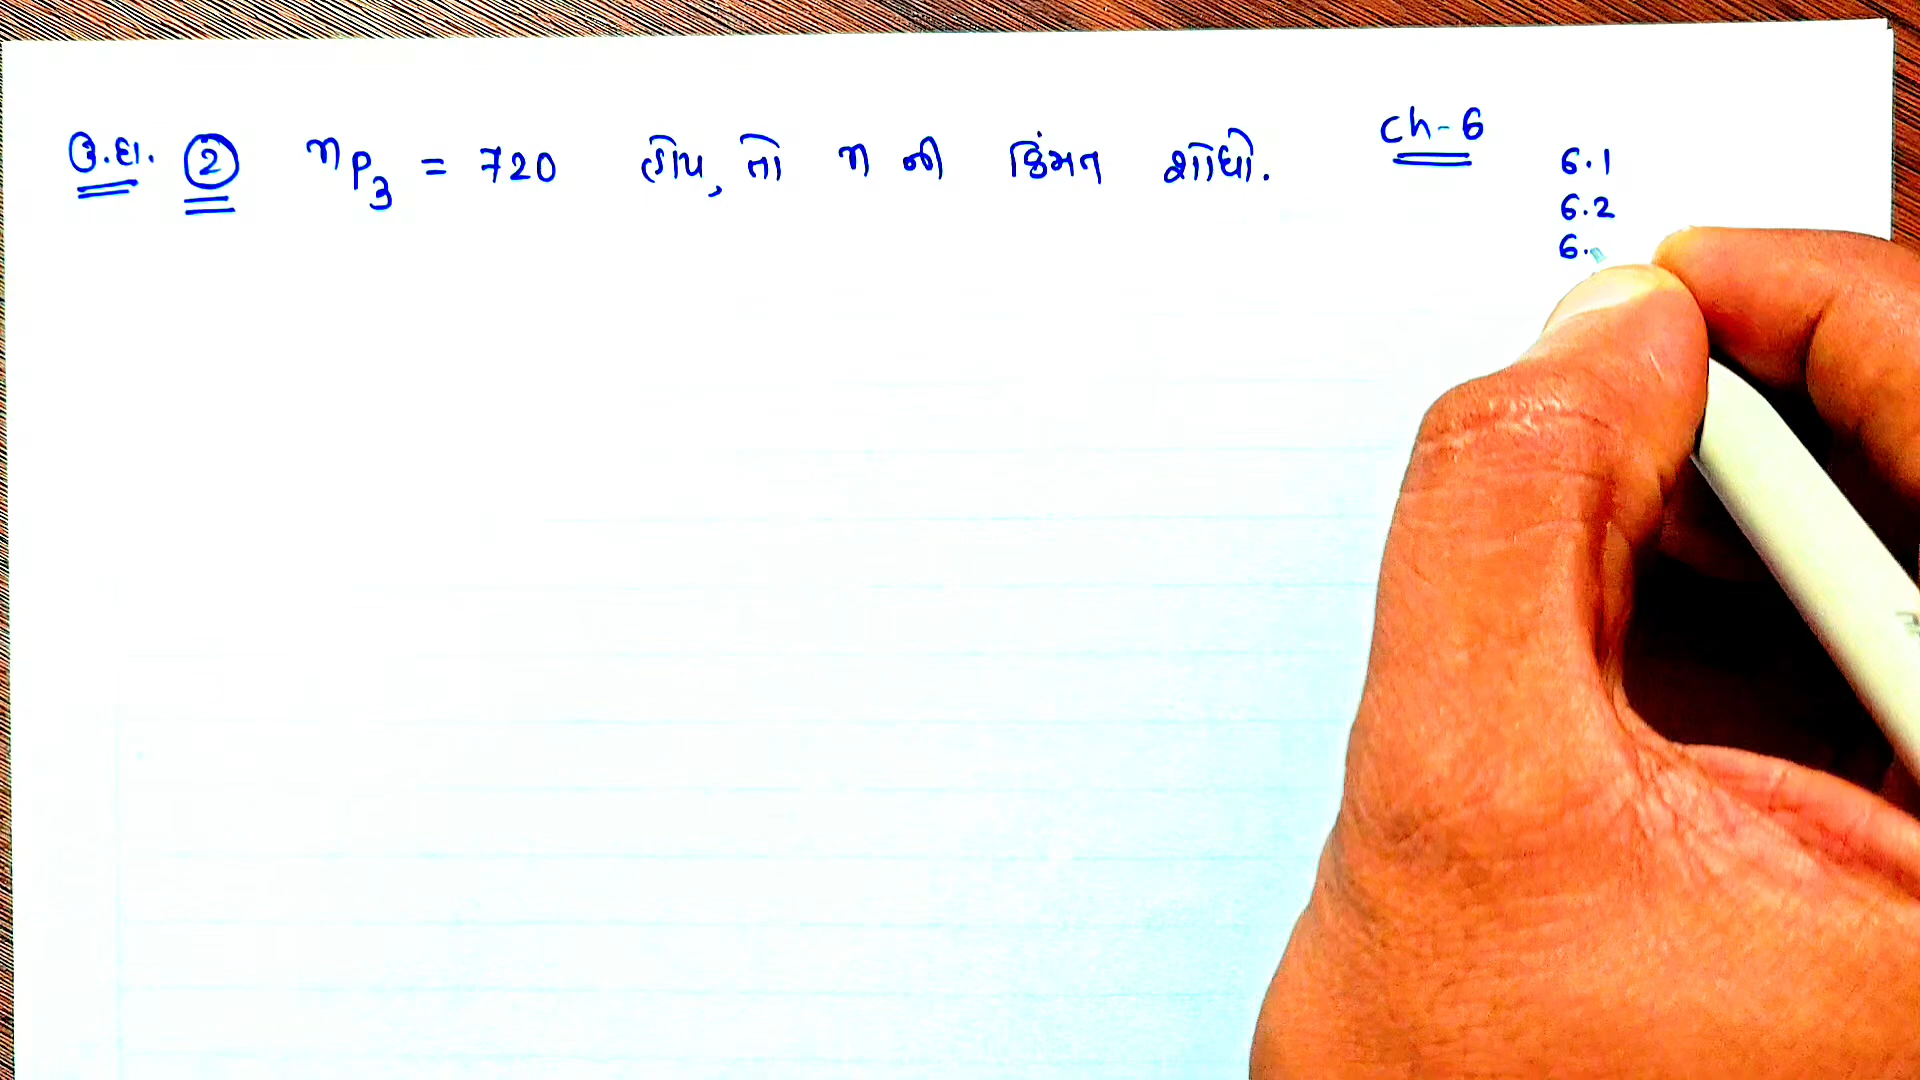 ઉ.દા. ② ⁿP₃ = 720 હોય, તો n ની કિંમત શોધો.
Ch-6
6.1
6.2
6.